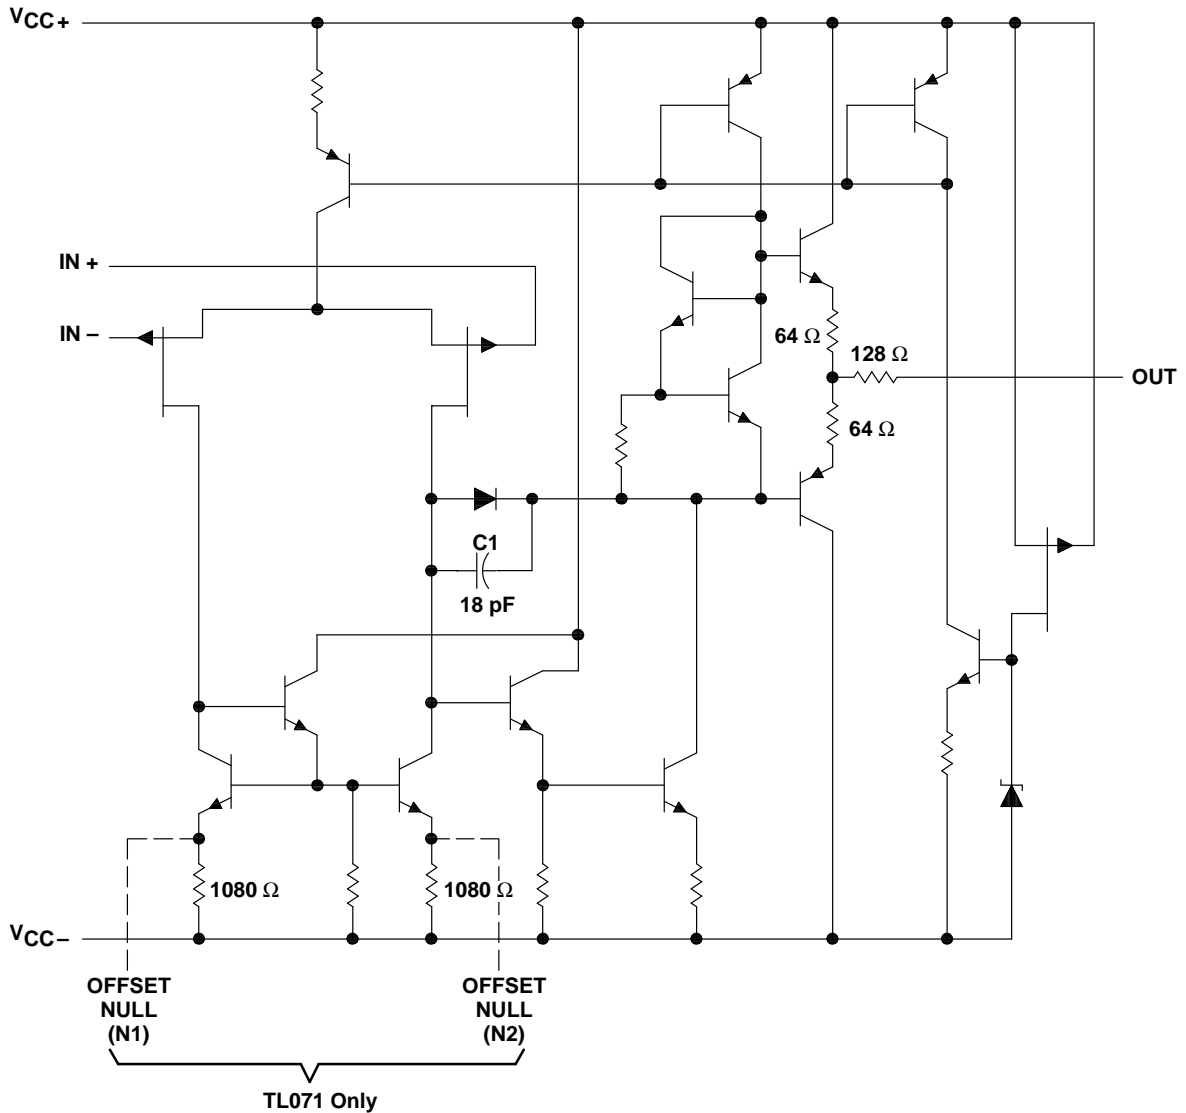 VCC+
IN +
IN −
64 Ω
128 Ω
OUT
64 Ω
C1
18 pF
1080 Ω
1080 Ω
VCC−
OFFSET
NULL
(N1)
OFFSET
NULL
(N2)
TL071 Only